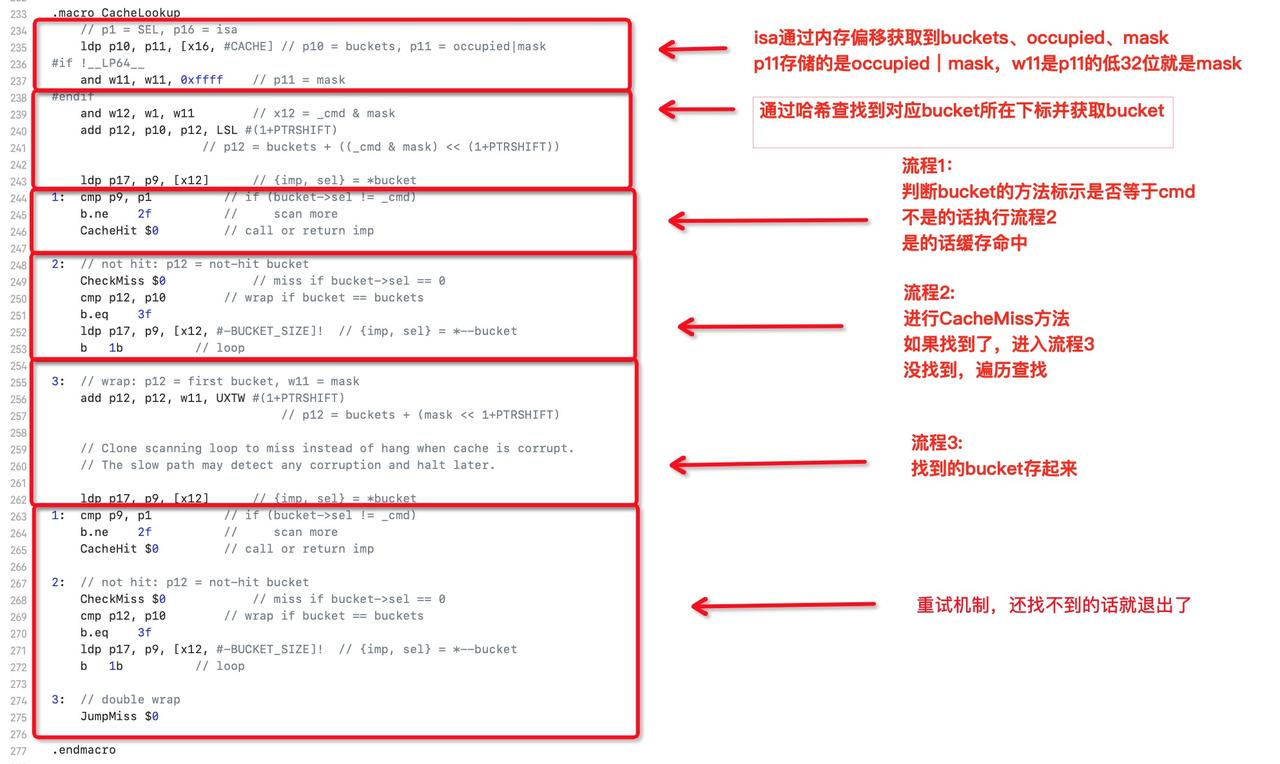 233 .macro CacheLookup
234 // p1 = SEL, p16 = isa
235 ldp p10, p11, [x16, #CACHE] // p10 = buckets, p11 = occupied|mask
236 #if !__LP64__
237 and w11, w11, 0xffff // p11 = mask
238 #endif
239 and w12, w1, w11 // x12 = _cmd & mask
240 add p12, p10, p12, LSL #(1+PTRSHIFT)
241 // p12 = buckets + ((_cmd & mask) << (1+PTRSHIFT))
242
243 ldp p17, p9, [x12] // {imp, sel} = *bucket
244 1: cmp p9, p1 // if (bucket->sel != _cmd)
245 b.ne 2f // scan more
246 CacheHit $0 // call or return imp
247
248 2: // not hit: p12 = not-hit bucket
249 CheckMiss $0 // miss if bucket->sel == 0
250 cmp p12, p10 // wrap if bucket == buckets
251 b.eq 3f
252 ldp p17, p9, [x12, #-BUCKET_SIZE]! // {imp, sel} = *--bucket
253 b 1b // loop
254
255 3: // wrap: p12 = first bucket, w11 = mask
256 add p12, p12, w11, UXTW #(1+PTRSHIFT)
257 // p12 = buckets + (mask << 1+PTRSHIFT)
258
259 // Clone scanning loop to miss instead of hang when cache is corrupt.
260 // The slow path may detect any corruption and halt later.
261
262 ldp p17, p9, [x12] // {imp, sel} = *bucket
263 1: cmp p9, p1 // if (bucket->sel != _cmd)
264 b.ne 2f // scan more
265 CacheHit $0 // call or return imp
266
267 2: // not hit: p12 = not-hit bucket
268 CheckMiss $0 // miss if bucket->sel == 0
269 cmp p12, p10 // wrap if bucket == buckets
270 b.eq 3f
271 ldp p17, p9, [x12, #-BUCKET_SIZE]! // {imp, sel} = *--bucket
272 b 1b // loop
273
274 3: // double wrap
275 JumpMiss $0
276
277 .endmacro
isa通过内存偏移获取到buckets、occupied、mask
p11存储的是occupied｜mask，w11是p11的低32位就是mask
通过哈希查找到对应bucket所在下标并获取bucket
流程1：
判断bucket的方法标示是否等于cmd
不是的话执行流程2
是的话缓存命中
流程2：
进行CacheMiss方法
如果找到了，进入流程3
没找到，遍历查找
流程3：
找到的bucket存起来
重试机制，还找不到的话就退出了